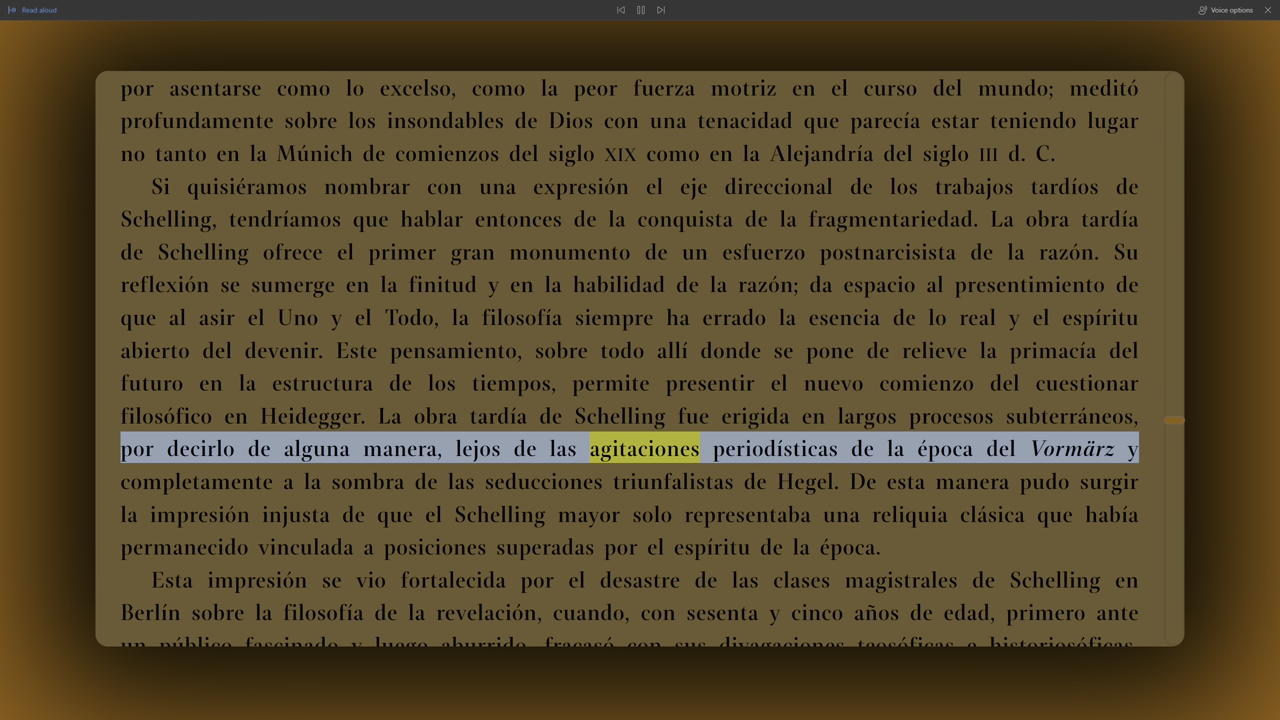 Read aloud
Voice options
por asentarse como lo excelso, como la peor fuerza motriz en el curso del mundo; meditó
profundamente sobre los insondables de Dios con una tenacidad que parecía estar teniendo lugar
no tanto en la Múnich de comienzos del siglo XIX como en la Alejandría del siglo III d. C.
Si quisiéramos nombrar con una expresión el eje direccional de los trabajos tardíos de
Schelling, tendríamos que hablar entonces de la conquista de la fragmentariedad. La obra tardía
de Schelling ofrece el primer gran monumento de un esfuerzo postnarcisista de la razón. Su
reflexión se sumerge en la finitud y en la habilidad de la razón; da espacio al presentimiento de
que al asir el Uno y el Todo, la filosofía siempre ha errado la esencia de lo real y el espíritu
abierto del devenir. Este pensamiento, sobre todo allí donde se pone de relieve la primacía del
futuro en la estructura de los tiempos, permite presentir el nuevo comienzo del cuestionar
filosófico en Heidegger. La obra tardía de Schelling fue erigida en largos procesos subterráneos,
por decirlo de alguna manera, lejos de las agitaciones periodísticas de la época del Vormärz y
completamente a la sombra de las seducciones triunfalistas de Hegel. De esta manera pudo surgir
la impresión injusta de que el Schelling mayor solo representaba una reliquia clásica que había
permanecido vinculada a posiciones superadas por el espíritu de la época.
Esta impresión se vio fortalecida por el desastre de las clases magistrales de Schelling en
Berlín sobre la filosofía de la revelación, cuando, con sesenta y cinco años de edad, primero ante
un público fascinado y luego aburrido, fracasó con sus divagaciones teosóficas e historiosóficas.